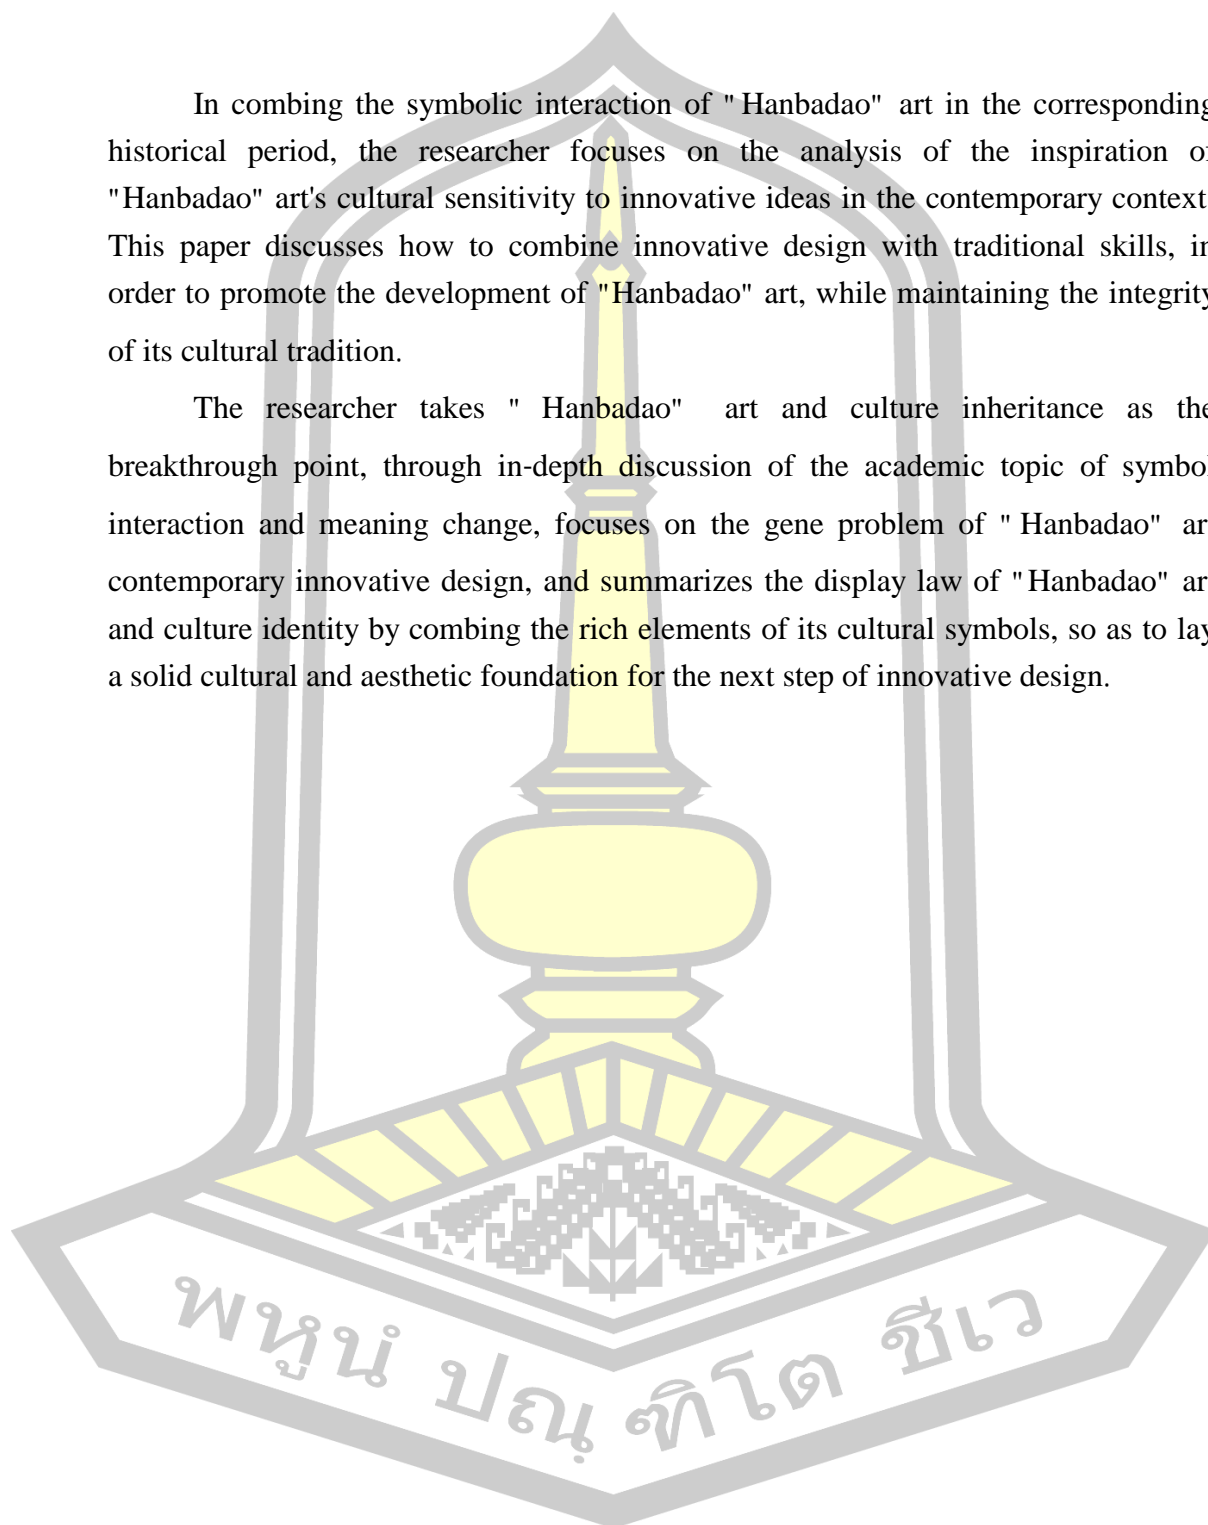 In combing the symbolic interaction of "Hanbadao" art in the corresponding
historical period, the researcher focuses on the analysis of the inspiration of
"Hanbadao" art's cultural sensitivity to innovative ideas in the contemporary context
This paper discusses how to combine innovative design with traditional skills, in
order to promote the development of "Hanbadao" art, while maintaining the integrity
of its cultural tradition.
The researcher takes " Hanbadao" art and culture inheritance as the
breakthrough point, through in-depth discussion of the academic topic of symbol
interaction and meaning change, focuses on the gene problem of "Hanbadao" ar
contemporary innovative design, and summarizes the display law of "Hanbadao" ar
and culture identity by combing the rich elements of its cultural symbols, so as to lay
a solid cultural and aesthetic foundation for the next step of innovative design.
พหูนํ ปณฺฑิโต ชีเว